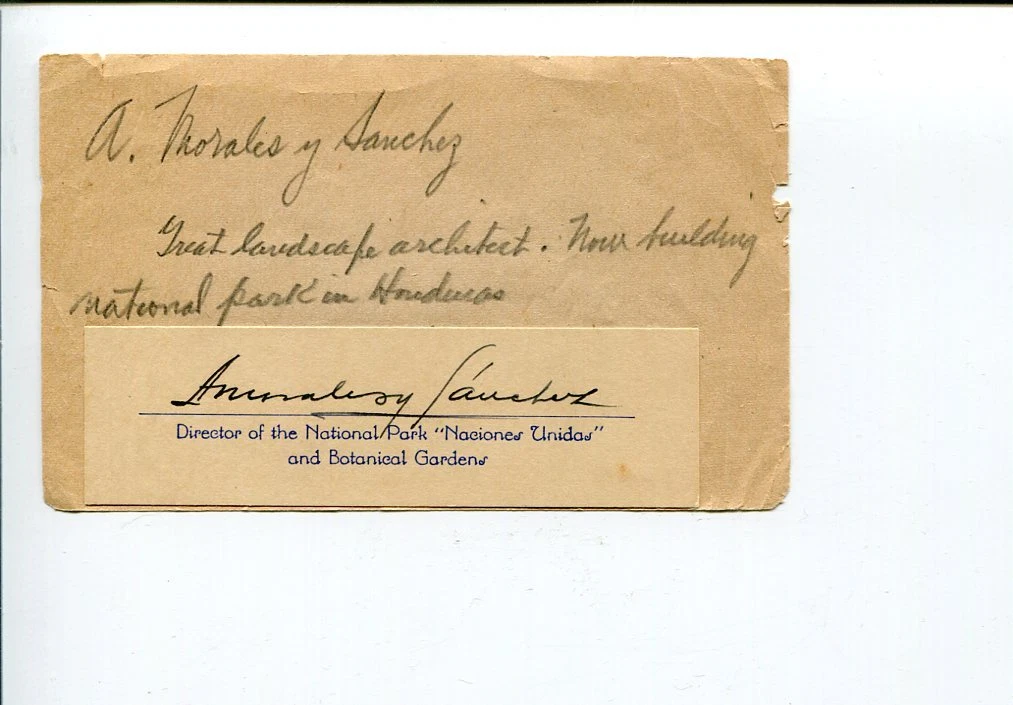 A. Morales y Sanchez
Great landscape architect. Now building
national park in Honduras
Amorales y Sánchez
Director of the National Park "Naciones Unidas"
and Botanical Gardens